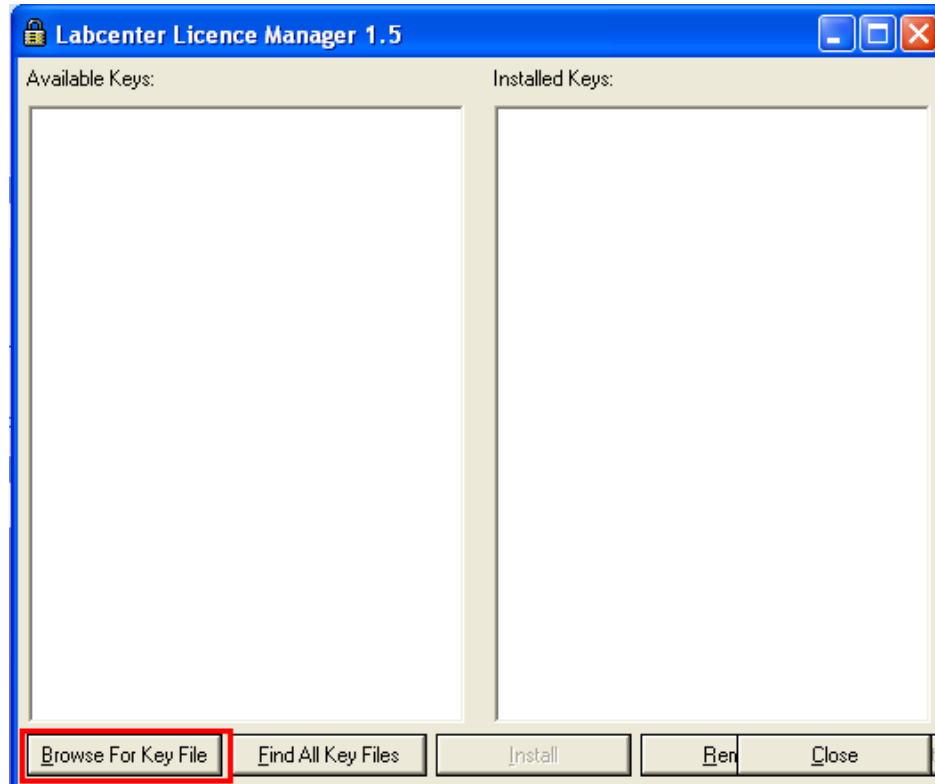 Labcenter Licence Manager 1.5
Available Keys:
Installed Keys:
Browse For Key File
Find All Key Files
Install
Ren
Close